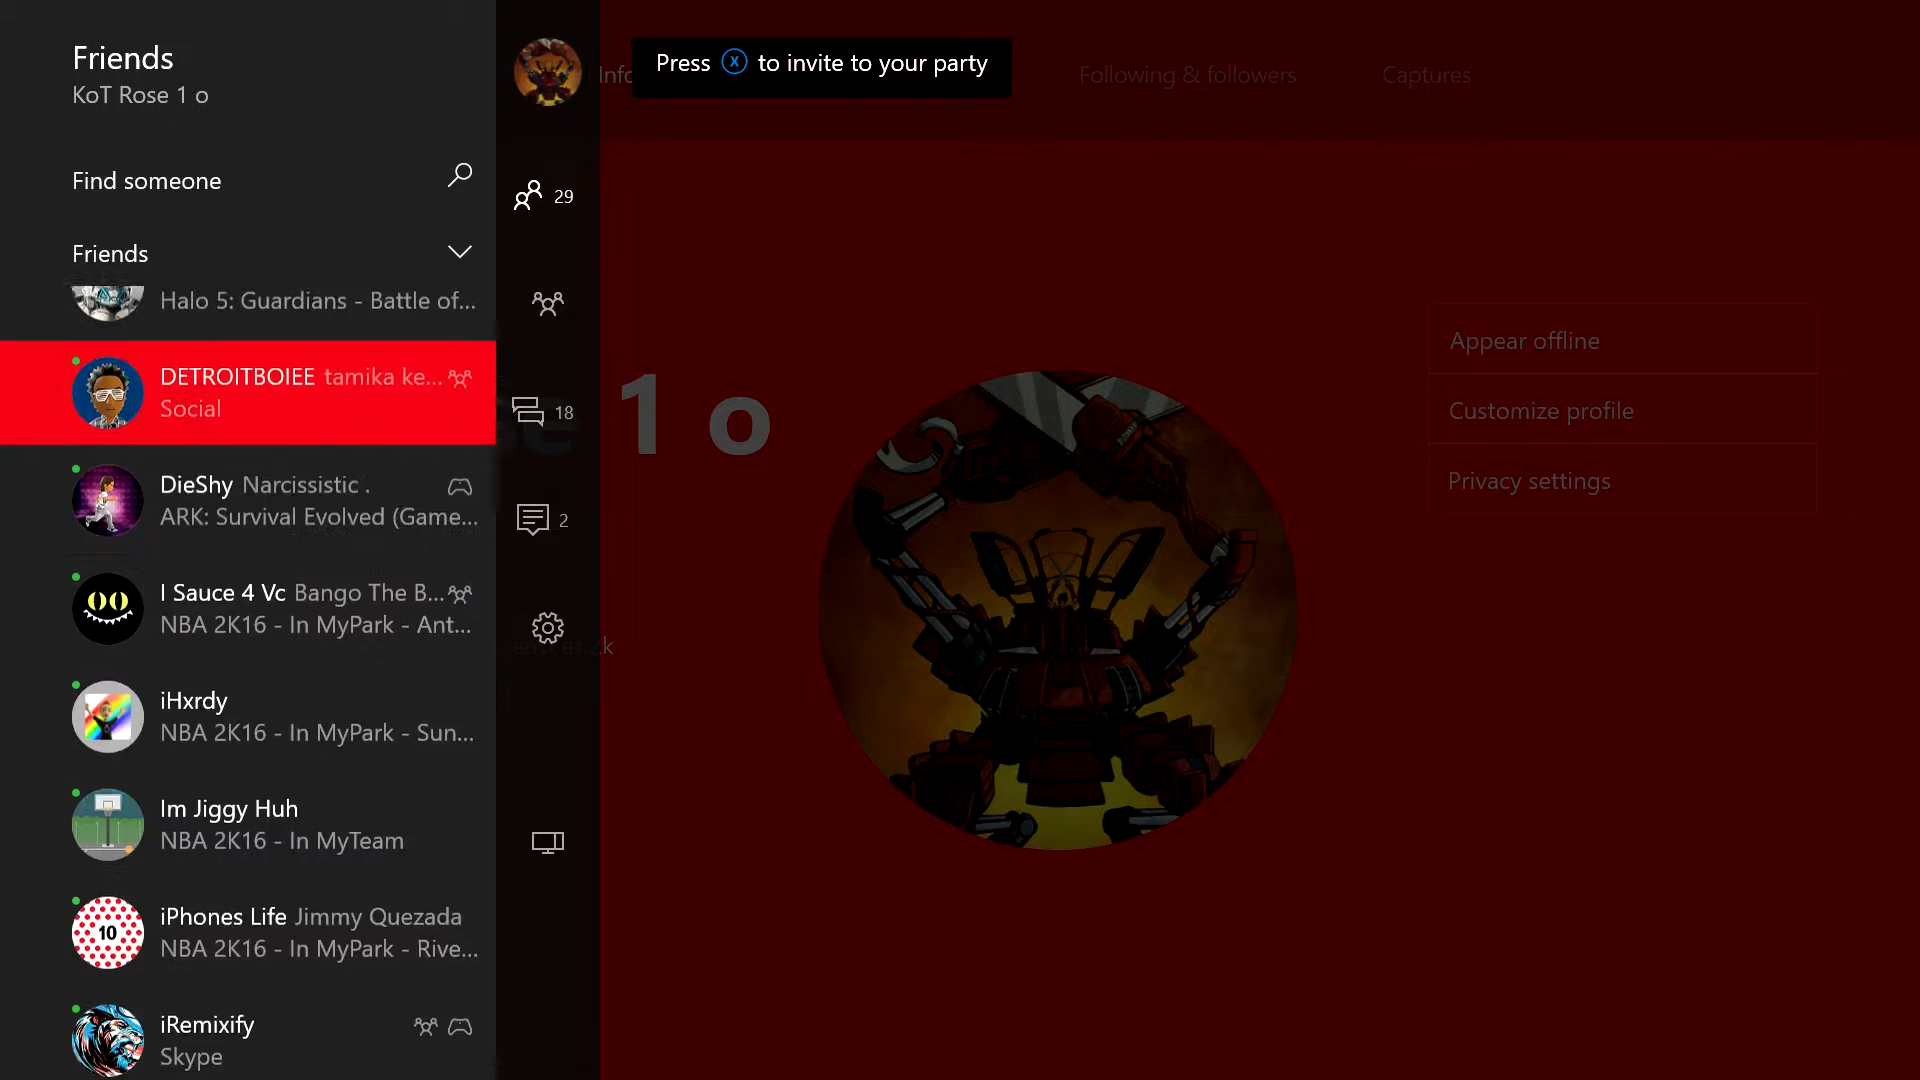 Friends
KoT Rose 1 o
Find someone
Friends
Halo 5: Guardians - Battle of...
DETROITBOIEE tamika ke...
Social
DieShy Narcissistic .
ARK: Survival Evolved (Game...
I Sauce 4 Vc Bango The B...
NBA 2K16 - In MyPark - Ant...
iHxrdy
NBA 2K16 - In MyPark - Sun...
Im Jiggy Huh
NBA 2K16 - In MyTeam
iPhones Life Jimmy Quezada
NBA 2K16 - In MyPark - Rive...
10
iRemixify
Skype
29
18
2
Press X to invite to your party
Following & followers
Captures
1 o
Appear offline
Customize profile
Privacy settings